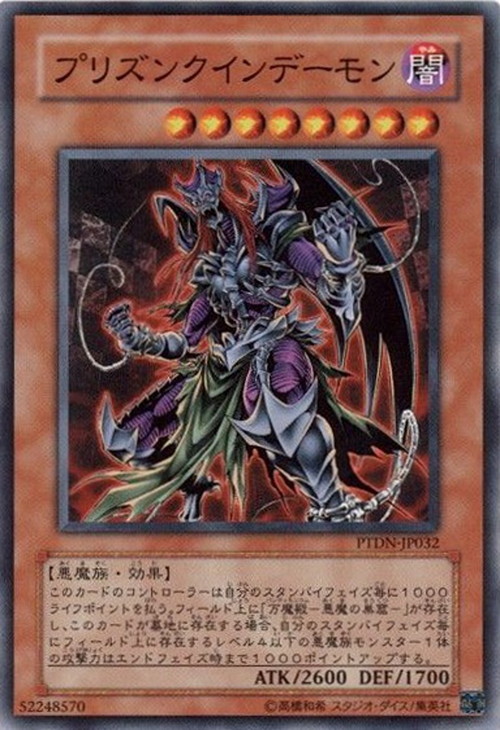 プリズンクインデーモン
闇
PTDN-JP032
【悪魔族・効果】
このカードのコントローラーは自分のスタンバイフェイズ毎に１０００
ライフポイントを払う。フィールド上に「万魔殿－悪魔の巣窟－」が存在
し、このカードが墓地に存在する場合、自分のスタンバイフェイズ毎
にフィールド上に存在するレベル４以下の悪魔族モンスター１体
の攻撃力はエンドフェイズ時まで１０００ポイントアップする。
ATK/2600 DEF/1700
52248570
©高橋和希 スタジオ・ダイス/集英社